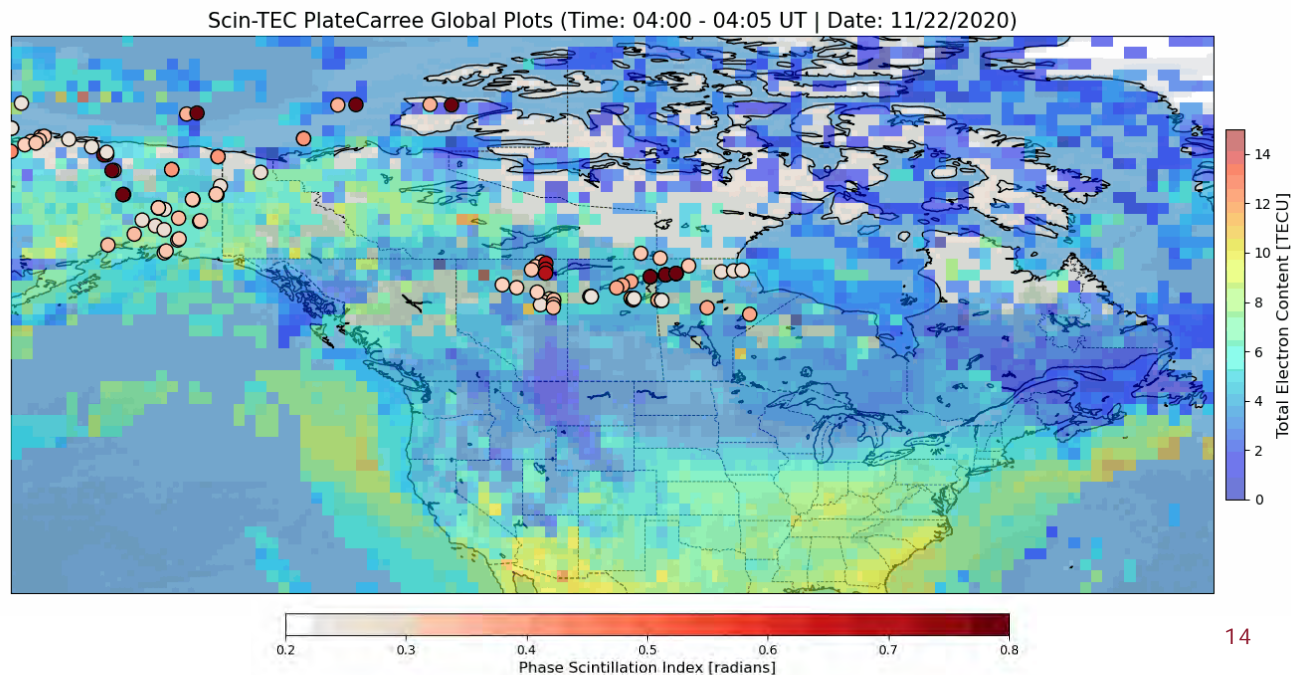 Scin-TEC PlateCarree Global Plots (Time: 04:00 - 04:05 UT | Date: 11/22/2020)
14
12
10
8
6
4
2
0
Total Electron Content [TECU]
0.2 0.3 0.4 0.5 0.6 0.7 0.8
Phase Scintillation Index [radians]
14